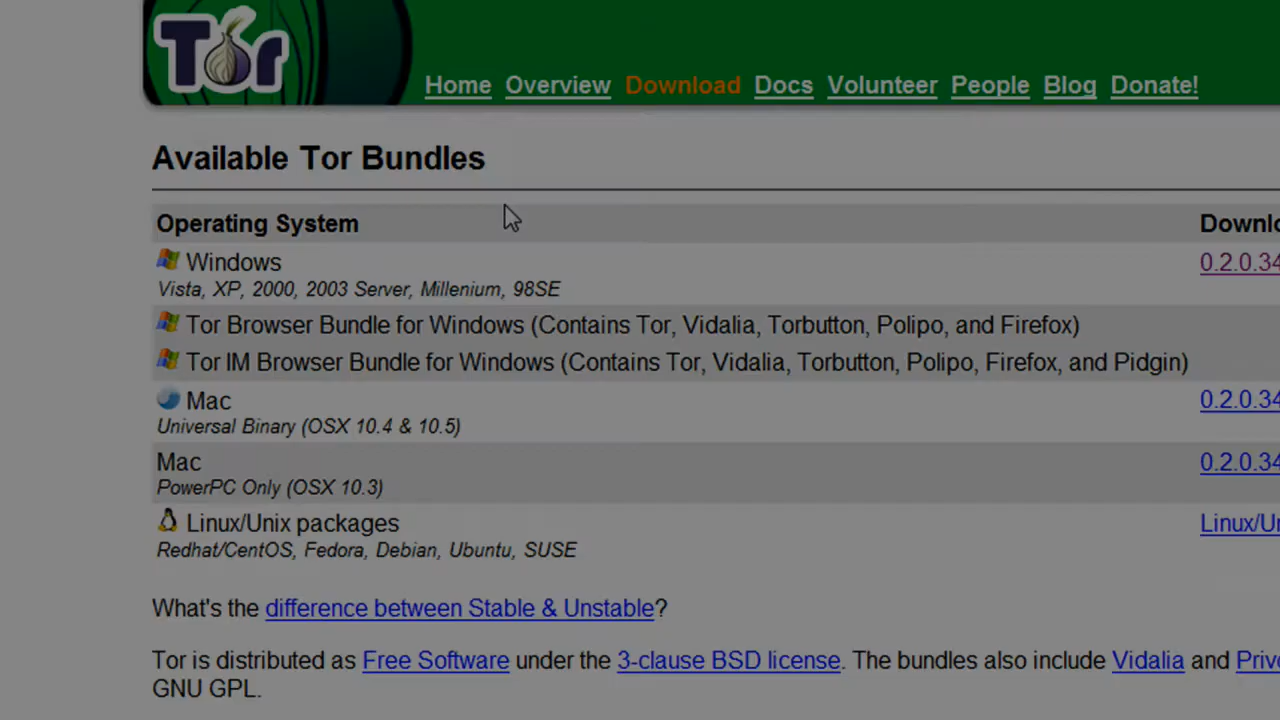 Tor
Home Overview Download Docs Volunteer People Blog Donate!
Available Tor Bundles
Operating System
Windows 0.2.0.34
Vista, XP, 2000, 2003 Server, Millenium, 98SE
Tor Browser Bundle for Windows (Contains Tor, Vidalia, Torbutton, Polipo, and Firefox)
Tor IM Browser Bundle for Windows (Contains Tor, Vidalia, Torbutton, Polipo, Firefox, and Pidgin)
Mac 0.2.0.34
Universal Binary (OSX 10.4 & 10.5)
Mac 0.2.0.34
PowerPC Only (OSX 10.3)
Linux/Unix packages
Redhat/CentOS, Fedora, Debian, Ubuntu, SUSE
What's the difference between Stable & Unstable?
Tor is distributed as Free Software under the 3-clause BSD license. The bundles also include Vidalia and
GNU GPL.